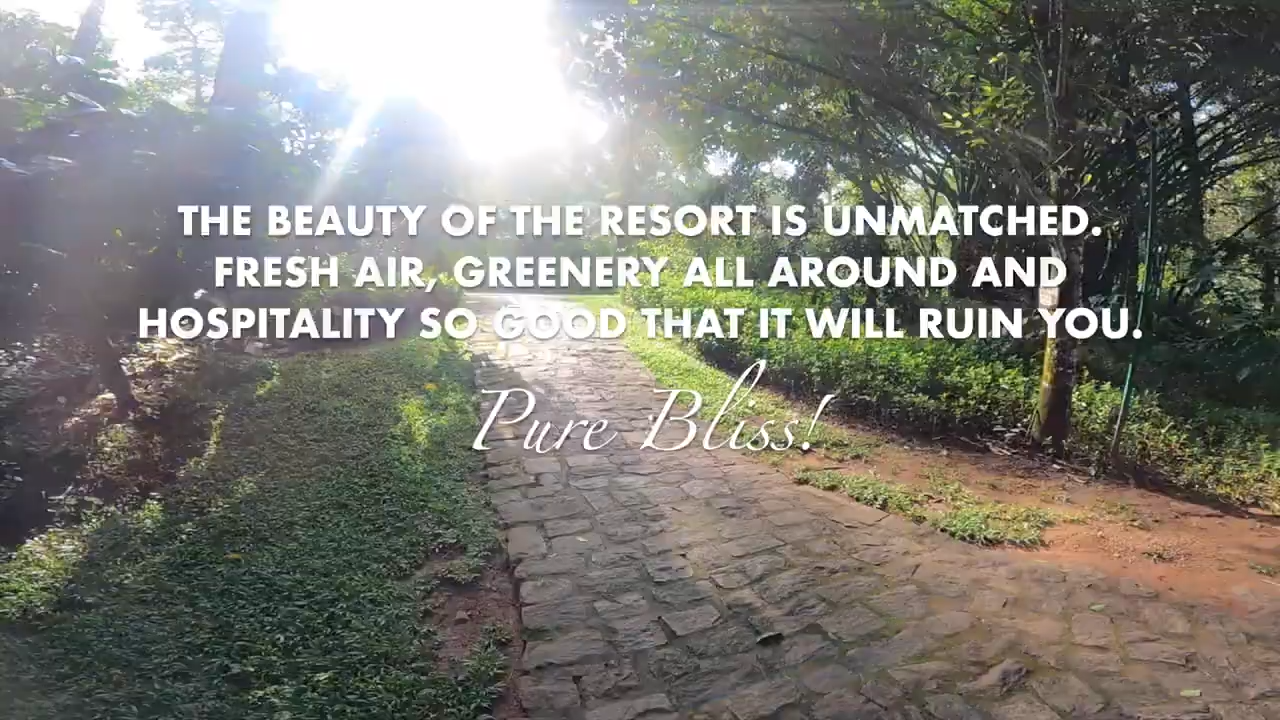 THE BEAUTY OF THE RESORT IS UNMATCHED.
FRESH AIR, GREENERY ALL AROUND AND
HOSPITALITY SO GOOD THAT IT WILL RUIN YOU.
Pure Bliss!